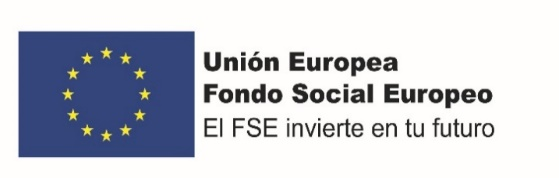 Unión Europea
Fondo Social Europeo
El FSE invierte en tu futuro